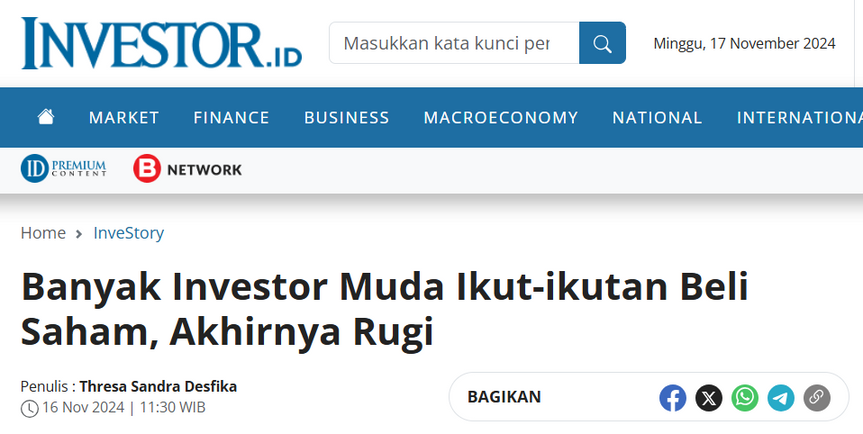 INVESTOR.ID
Masukkan kata kunci per
Minggu, 17 November 2024
MARKET FINANCE BUSINESS MACROECONOMY NATIONAL INTERNATIONA
ID PREMIUM CONTENT B NETWORK
Home > InveStory
Banyak Investor Muda Ikut-ikutan Beli
Saham, Akhirnya Rugi
Penulis : Thresa Sandra Desfika
16 Nov 2024 | 11:30 WIB
BAGIKAN